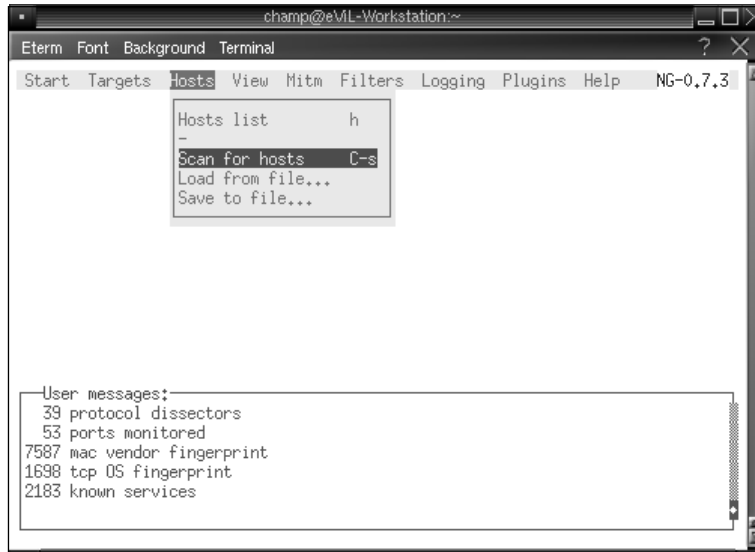 champ@eViL-Workstation:~
Eterm Font Background Terminal ?
Start Targets Hosts View Mitm Filters Logging Plugins Help NG-0.7.3
Hosts list h
-
Scan for hosts C-s
Load from file...
Save to file...
User messages:
39 protocol dissectors
53 ports monitored
7587 mac vendor fingerprint
1698 tcp OS fingerprint
2183 known services